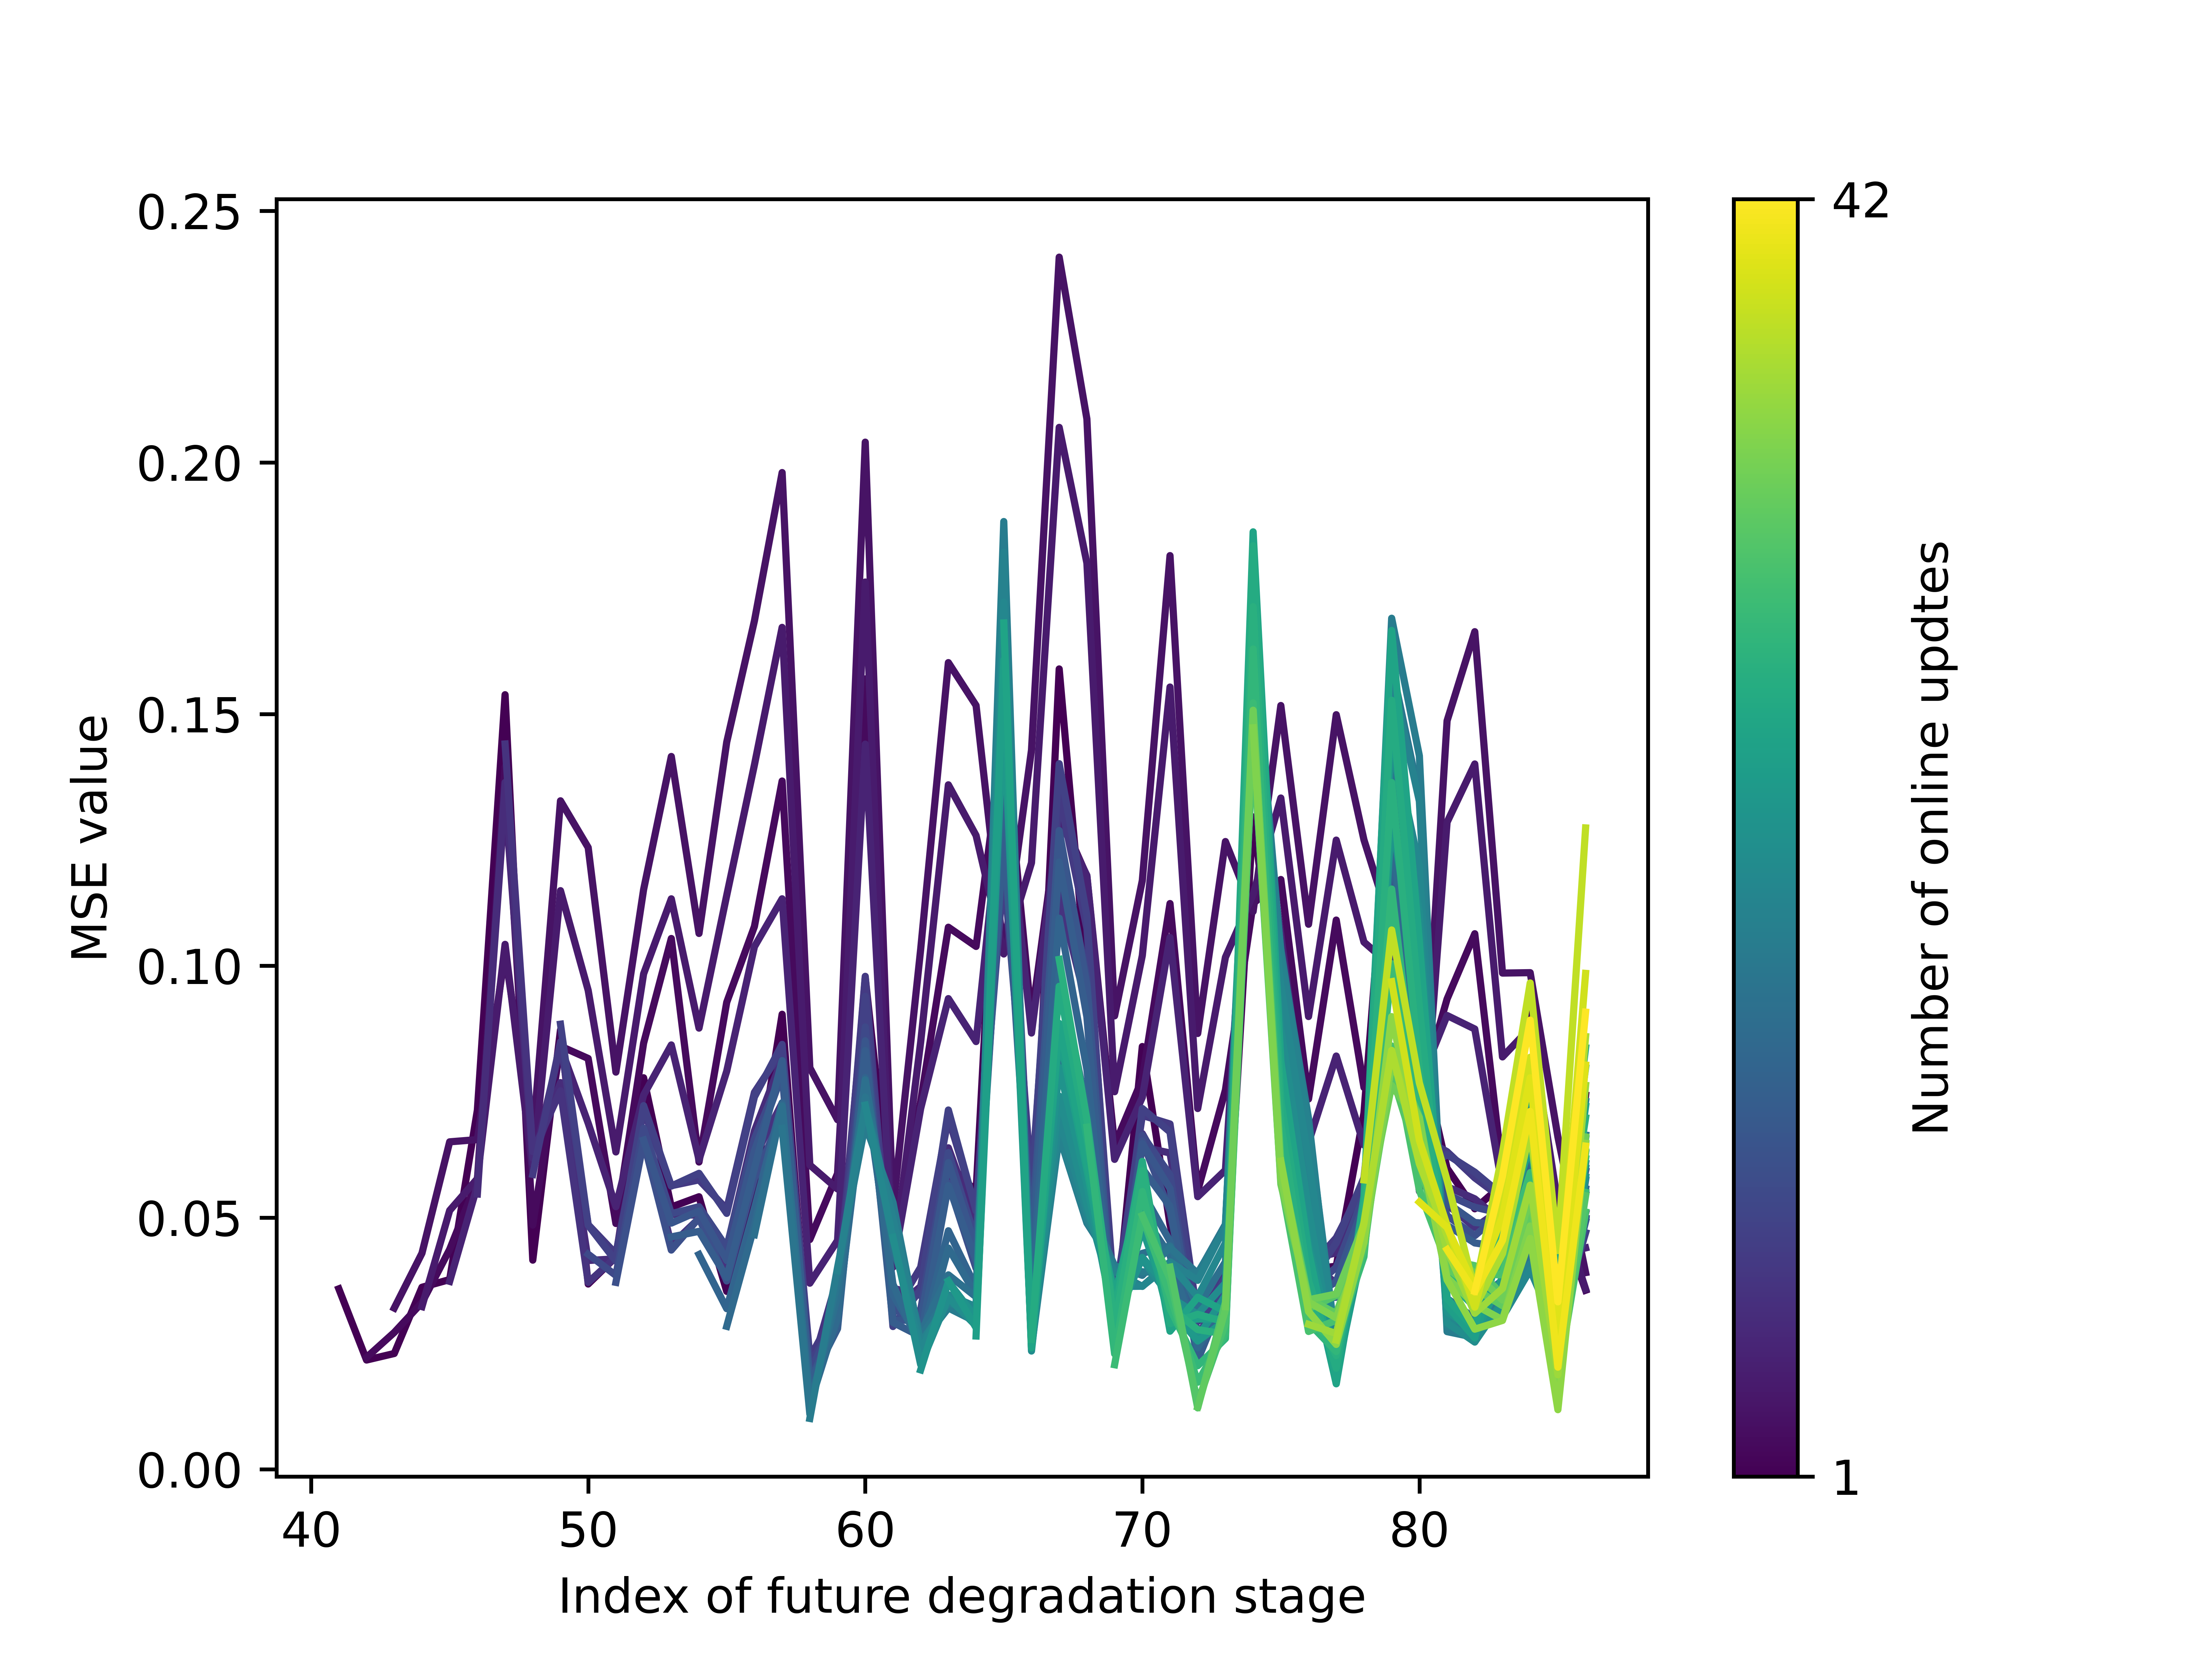 0.25
0.20
0.15
0.10
0.05
0.00
MSE value
40 50 60 70 80
Index of future degradation stage
42
1
Number of online updtes